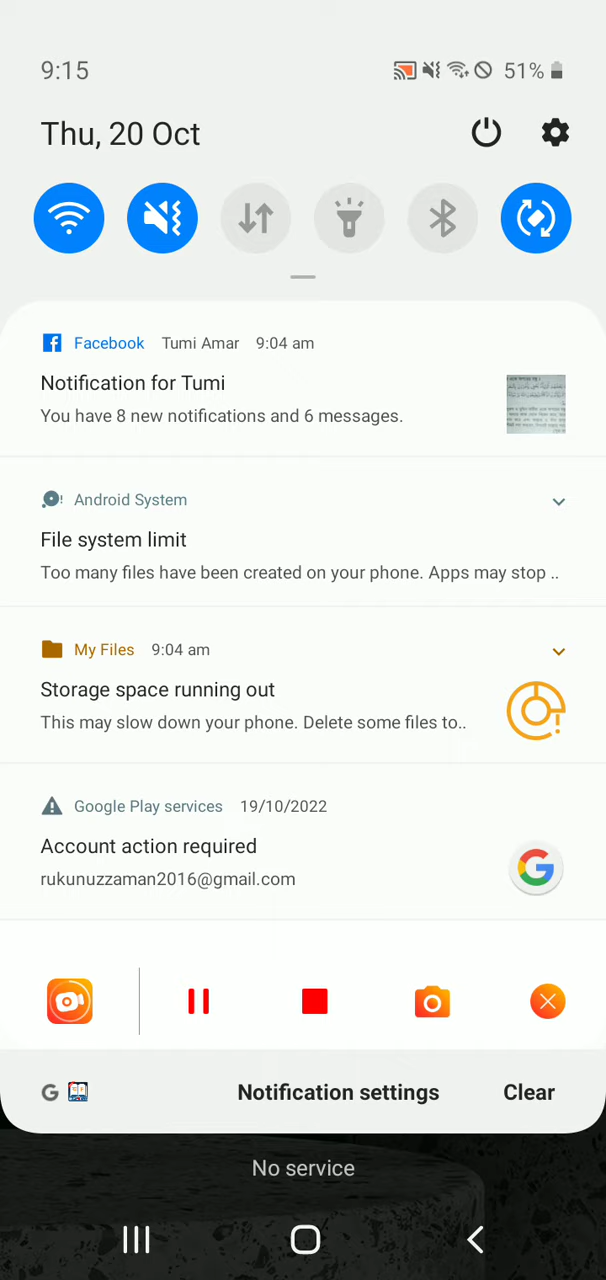 9:15
51%
Thu, 20 Oct
Facebook Tumi Amar 9:04 am
Notification for Tumi
You have 8 new notifications and 6 messages.
Android System
File system limit
Too many files have been created on your phone. Apps may stop ..
My Files 9:04 am
Storage space running out
This may slow down your phone. Delete some files to..
Google Play services 19/10/2022
Account action required
rukunuzzaman2016@gmail.com
Notification settings Clear
No service